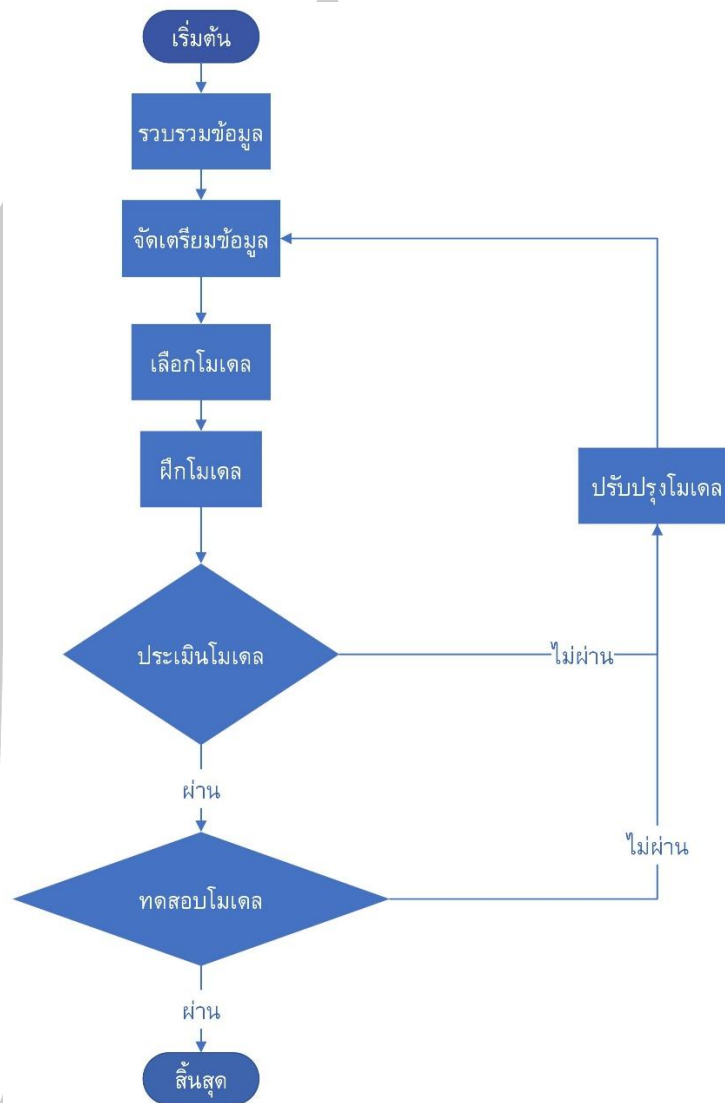 เริ่มต้น
รวบรวมข้อมูล
จัดเตรียมข้อมูล
เลือกโมเดล
ฝึกโมเดล
ปรับปรุงโมเดล
ประเมินโมเดล
ไม่ผ่าน
ผ่าน
ไม่ผ่าน
ทดสอบโมเดล
ผ่าน
สิ้นสุด